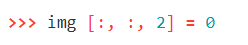 >>> img [:, :, 2] = 0